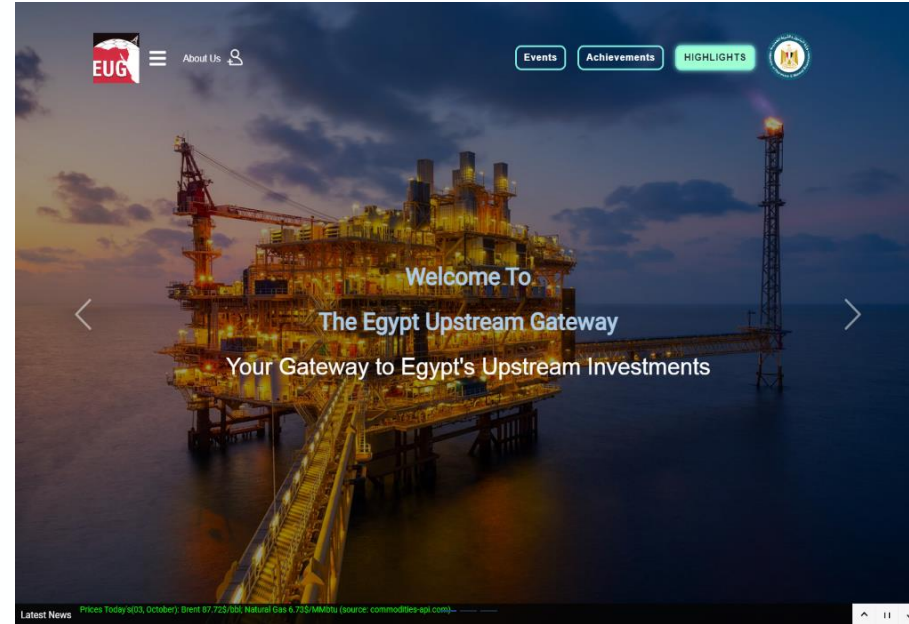 EUG
About Us
Events
Achievements
HIGHLIGHTS
Welcome To
The Egypt Upstream Gateway
Your Gateway to Egypt's Upstream Investments
Latest News
Prices Today's(03, October): Brent 87.72$/bbl; Natural Gas 6.73$/MMbtu (source: commodities-api.com)